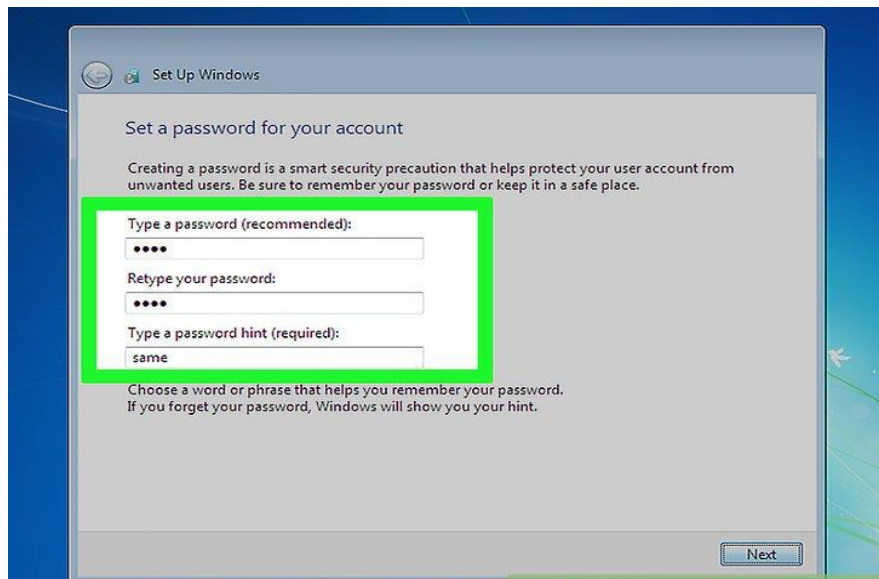 Set Up Windows
Set a password for your account
Creating a password is a smart security precaution that helps protect your user account from
unwanted users. Be sure to remember your password or keep it in a safe place.
Type a password (recommended):
••••
Retype your password:
••••
Type a password hint (required):
same
Choose a word or phrase that helps you remember your password.
If you forget your password, Windows will show you your hint.
Next